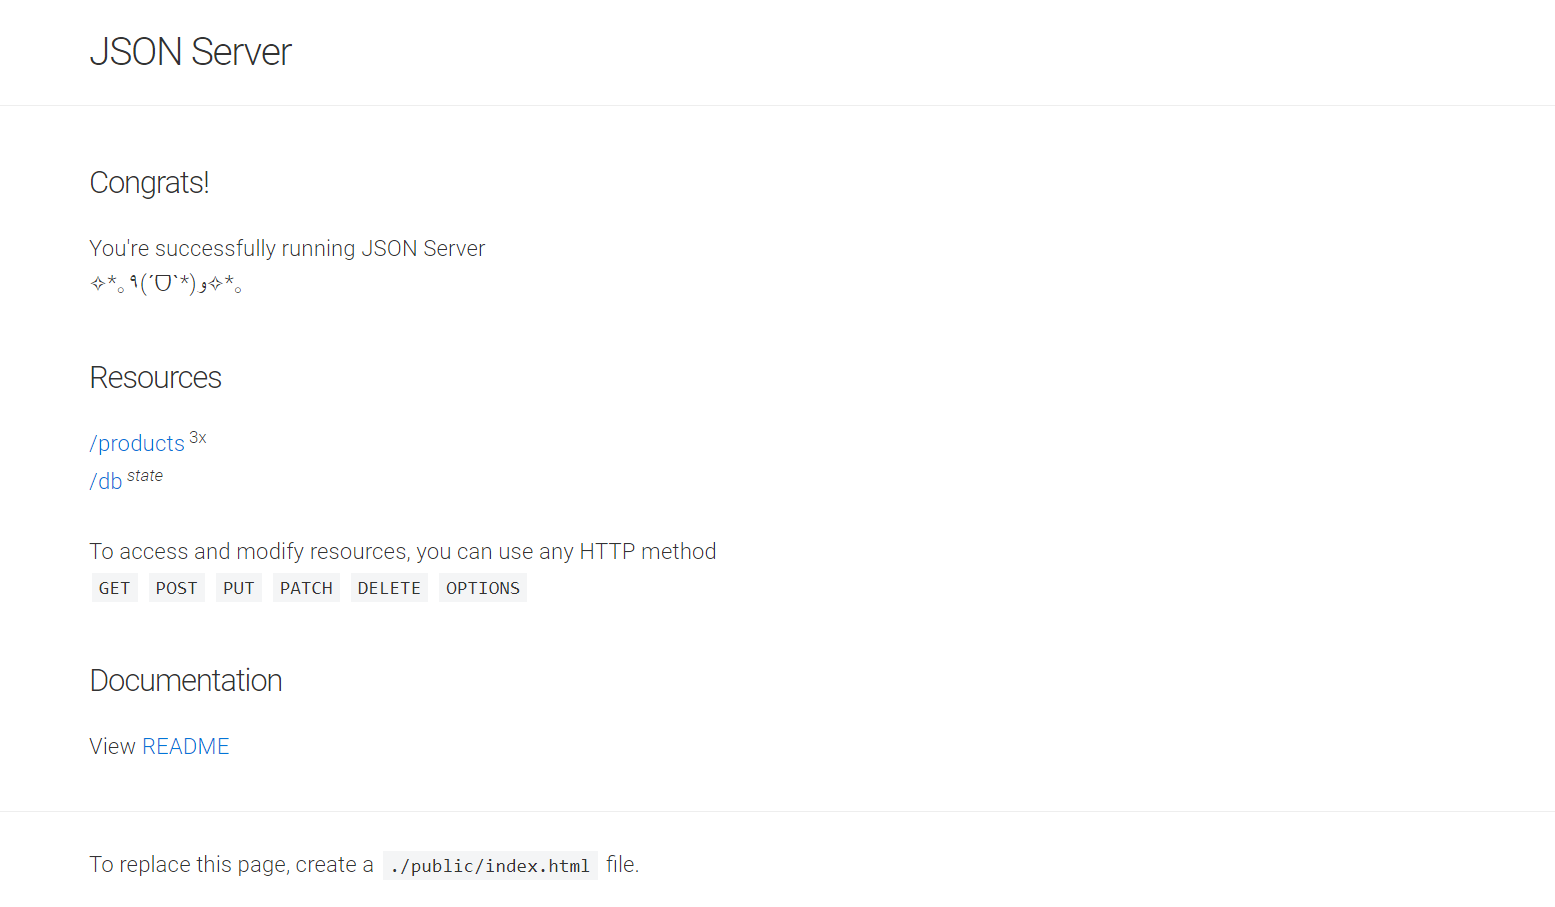 JSON Server
Congrats!
You're successfully running JSON Server
✧*｡٩(ˊᗜˋ*)و✧*｡
Resources
/products 3x
/db state
To access and modify resources, you can use any HTTP method
GET POST PUT PATCH DELETE OPTIONS
Documentation
View README
To replace this page, create a ./public/index.html file.